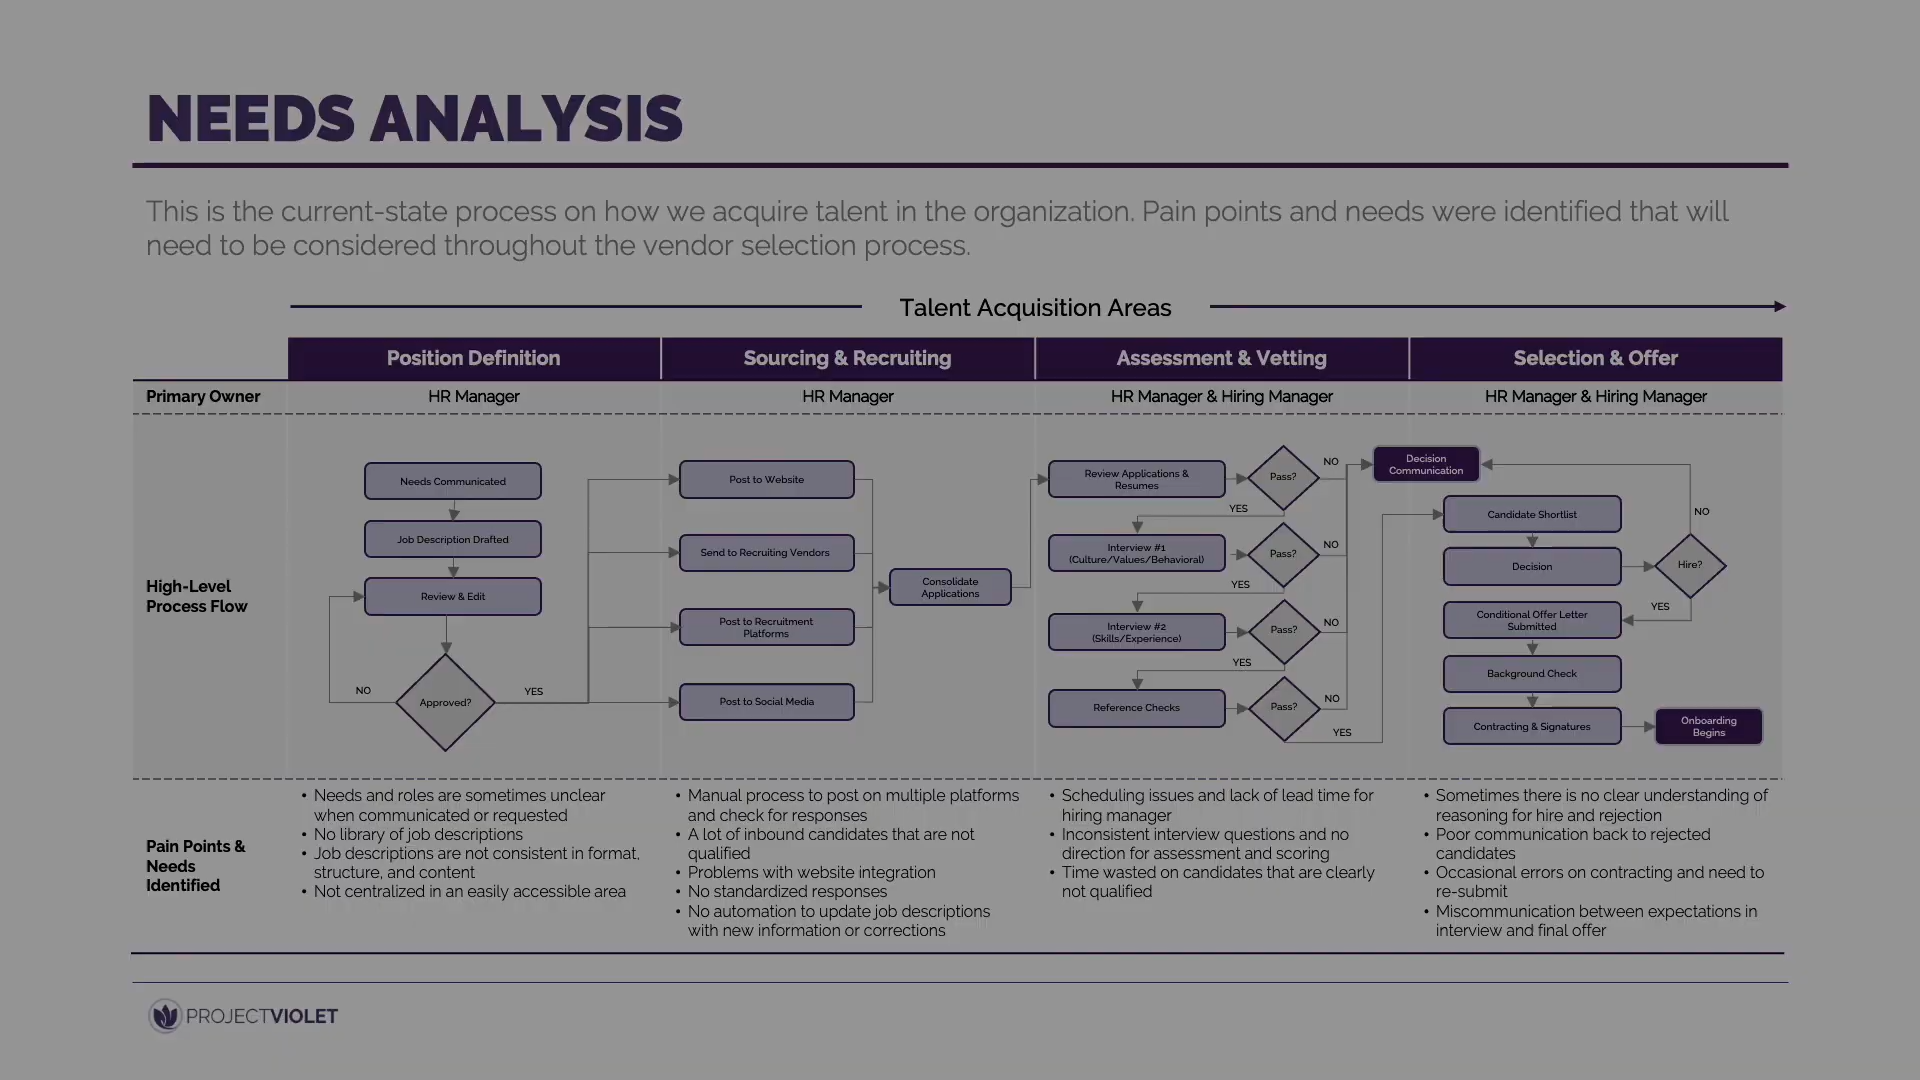 NEEDS ANALYSIS
This is the current-state process on how we acquire talent in the organization. Pain points and needs were identified that will
need to be considered throughout the vendor selection process.
Talent Acquisition Areas
Position Definition
Sourcing & Recruiting
Assessment & Vetting
Selection & Offer
Primary Owner
HR Manager
HR Manager
HR Manager & Hiring Manager
HR Manager & Hiring Manager
High-Level
Process Flow
Needs Communicated
Job Description Drafted
Review & Edit
Approved?
NO
YES
Post to Website
Send to Recruiting Vendors
Post to Recruitment
Platforms
Post to Social Media
Consolidate
Applications
Review Applications &
Resumes
Pass?
NO
YES
Interview #1
(Culture/Values/Behavioral)
Pass?
NO
YES
Interview #2
(Skills/Experience)
Pass?
NO
YES
Reference Checks
Pass?
NO
YES
Decision
Communication
Candidate Shortlist
Decision
Hire?
NO
YES
Conditional Offer Letter
Submitted
Background Check
Contracting & Signatures
Onboarding
Begins
Pain Points &
Needs
Identified
• Needs and roles are sometimes unclear
when communicated or requested
• No library of job descriptions
• Job descriptions are not consistent in format,
structure, and content
• Not centralized in an easily accessible area
• Manual process to post on multiple platforms
and check for responses
• A lot of inbound candidates that are not
qualified
• Problems with website integration
• No standardized responses
• No automation to update job descriptions
with new information or corrections
• Scheduling issues and lack of lead time for
hiring manager
• Inconsistent interview questions and no
direction for assessment and scoring
• Time wasted on candidates that are clearly
not qualified
• Sometimes there is no clear understanding of
reasoning for hire and rejection
• Poor communication back to rejected
candidates
• Occasional errors on contracting and need to
re-submit
• Miscommunication between expectations in
interview and final offer
PROJECTVIOLET